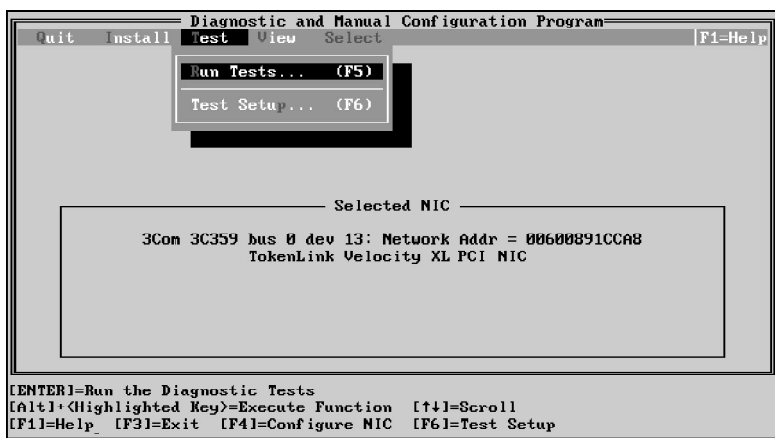 Diagnostic and Manual Configuration Program
Quit Install Test View Select F1=Help
Run Tests... (F5)
Test Setup... (F6)
Selected NIC
3Com 3C359 bus 0 dev 13: Network Addr = 00600891CCA8
TokenLink Velocity XL PCI NIC
[ENTER]=Run the Diagnostic Tests
[Alt]+<Highlighted Key>=Execute Function [↑↓]=Scroll
[F1]=Help_ [F3]=Exit [F4]=Configure NIC [F6]=Test Setup